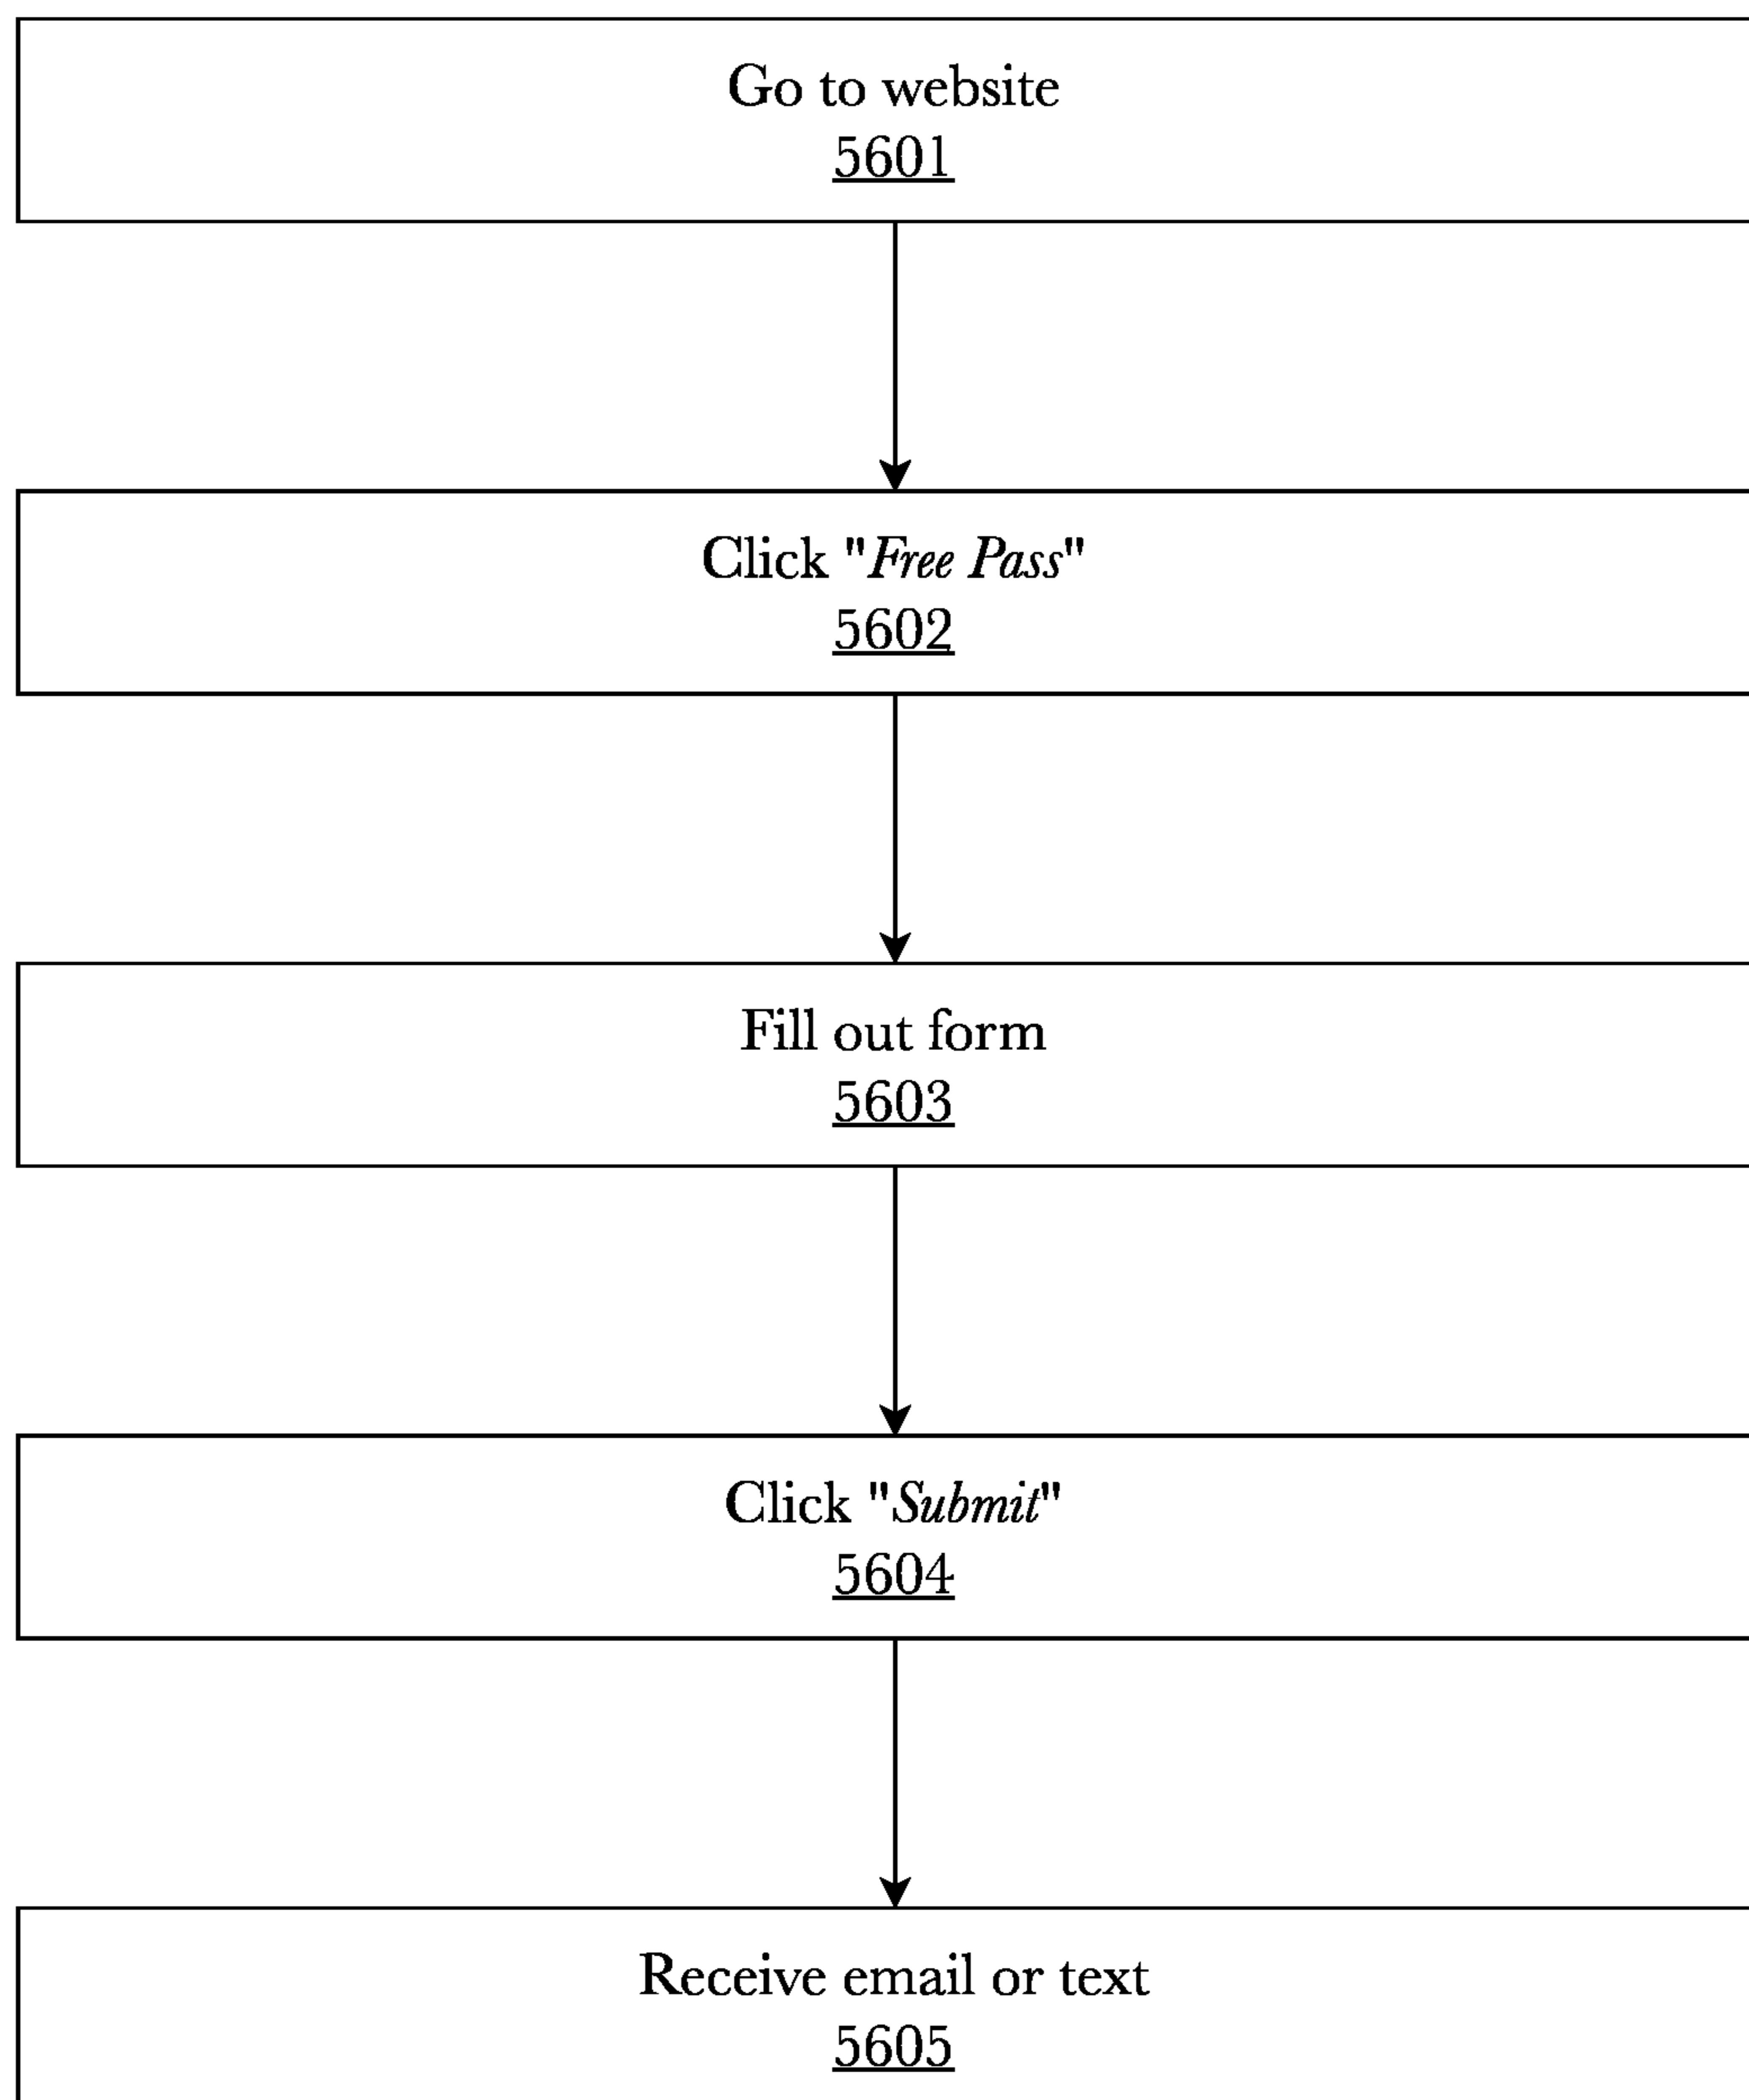 Go to website
5601
Click "Free Pass"
5602
Fill out form
5603
Click "Submit"
5604
Receive email or text
5605